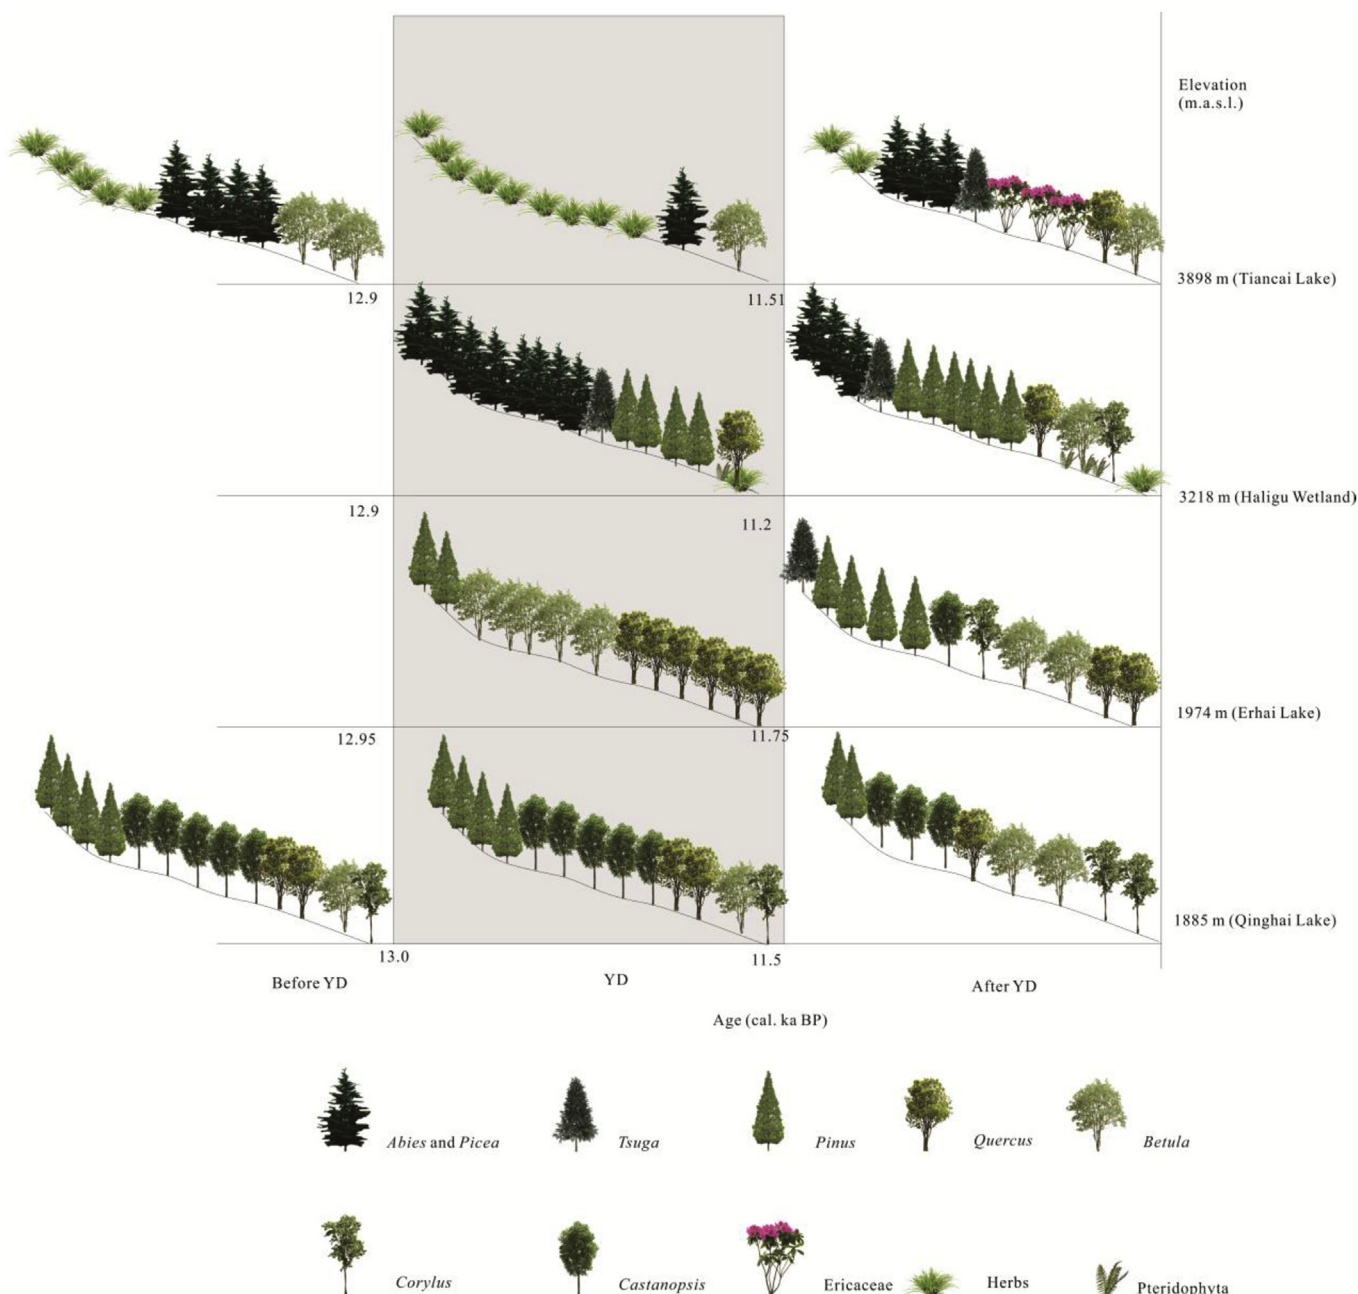 Elevation
(m.a.s.l.)
3898 m (Tiancai Lake)
12.9
11.51
3218 m (Haligu Wetland)
12.9
11.2
1974 m (Erhai Lake)
12.95
11.75
1885 m (Qinghai Lake)
13.0
11.5
Before YD
YD
After YD
Age (cal. ka BP)
Abies and Picea
Tsuga
Pinus
Quercus
Betula
Corylus
Castanopsis
Ericaceae
Herbs
Pteridophyta